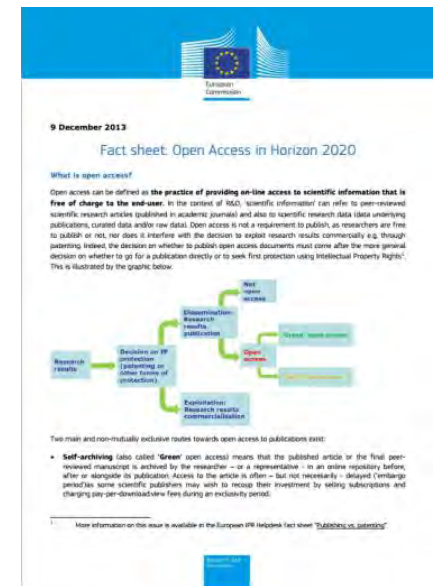 European
Commission
9 December 2013
Fact sheet: Open Access in Horizon 2020
What is open access?
Open access can be defined as the practice of providing on-line access to scientific information that is
free of charge to the end-user. In the context of R&D, 'scientific information' can refer to peer-reviewed
scientific research articles (published in academic journals) and also to scientific research data (data underlying
publications, curated data and/or raw data). Open access is not a requirement to publish, as researchers are free
to publish or not, nor does it interfere with the decision to exploit research results commercially e.g. through
patenting. Indeed, the decision on whether to publish open access documents must come after the more general
decision on whether to go for a publication directly or to seek first protection using Intellectual Property Rights¹.
This is illustrated by the graphic below.
Not
open
access
Dissemination:
Research
results
publication
'Green' open access
Research
results
Decision on IP
protection
(patenting or
other forms of
protection)
Open
access
Exploitation:
Research results
commercialisation
Two main and non-mutually exclusive routes towards open access to publications exist:
• Self-archiving (also called 'Green' open access) means that the published article or the final peer-
reviewed manuscript is archived by the researcher – or a representative - in an online repository before,
after or alongside its publication. Access to the article is often – but not necessarily - delayed ('embargo
period')as some scientific publishers may wish to recoup their investment by selling subscriptions and
charging pay-per-download/view fees during an exclusivity period.
1 More information on this issue is available in the European IPR Helpdesk fact sheet "Publishing vs. patenting"